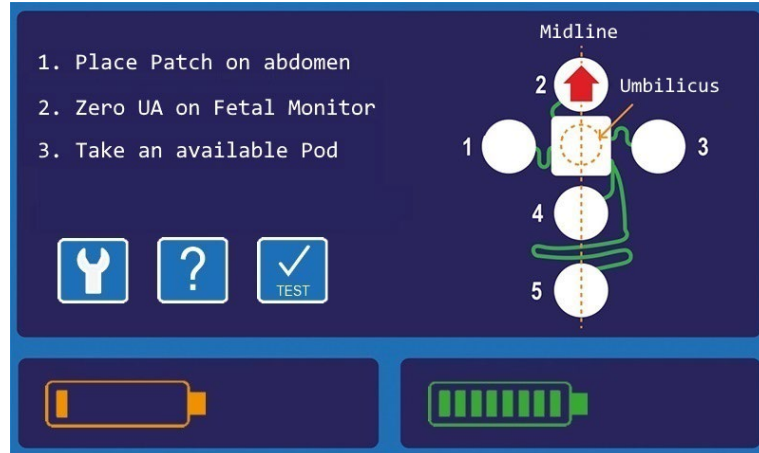 Midline
1. Place Patch on abdomen
2. Zero UA on Fetal Monitor
3. Take an available Pod
2
Umbilicus
1
3
4
5
?
TEST